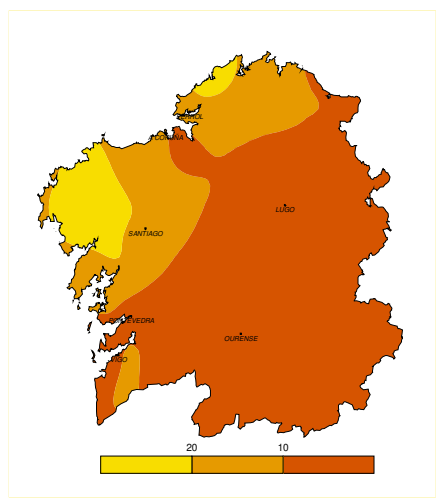 FERROL
A CORUÑA
LUGO
SANTIAGO
PONTEVEDRA
OURENSE
VIGO
20 10